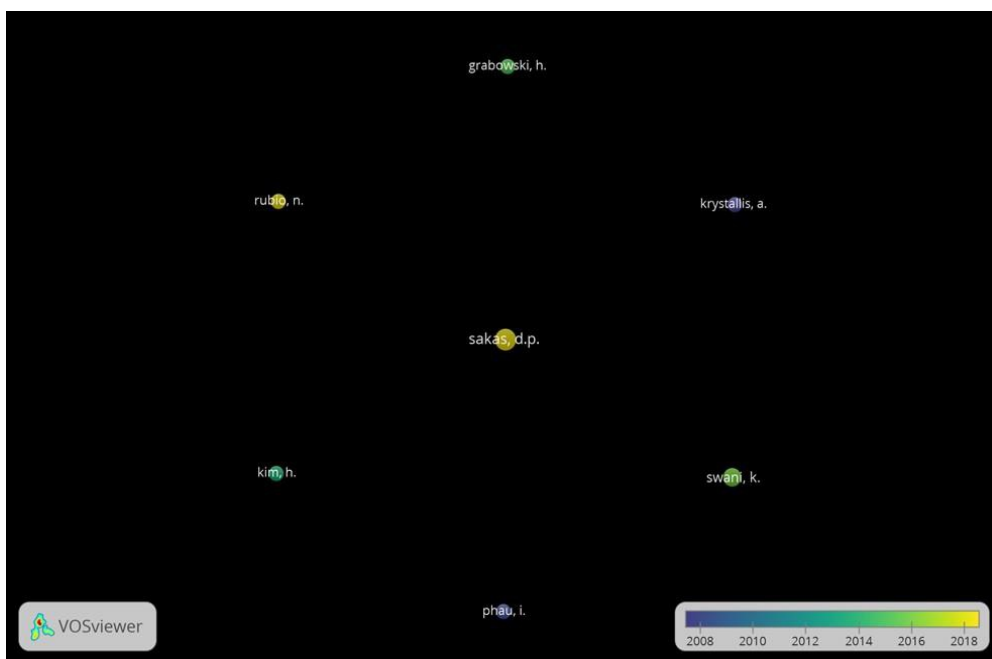 grabowski, h.
rubio, n.
krystallis, a.
sakas, d.p.
kim, h.
swani, k.
phau, i.
VOSviewer
2008 2010 2012 2014 2016 2018